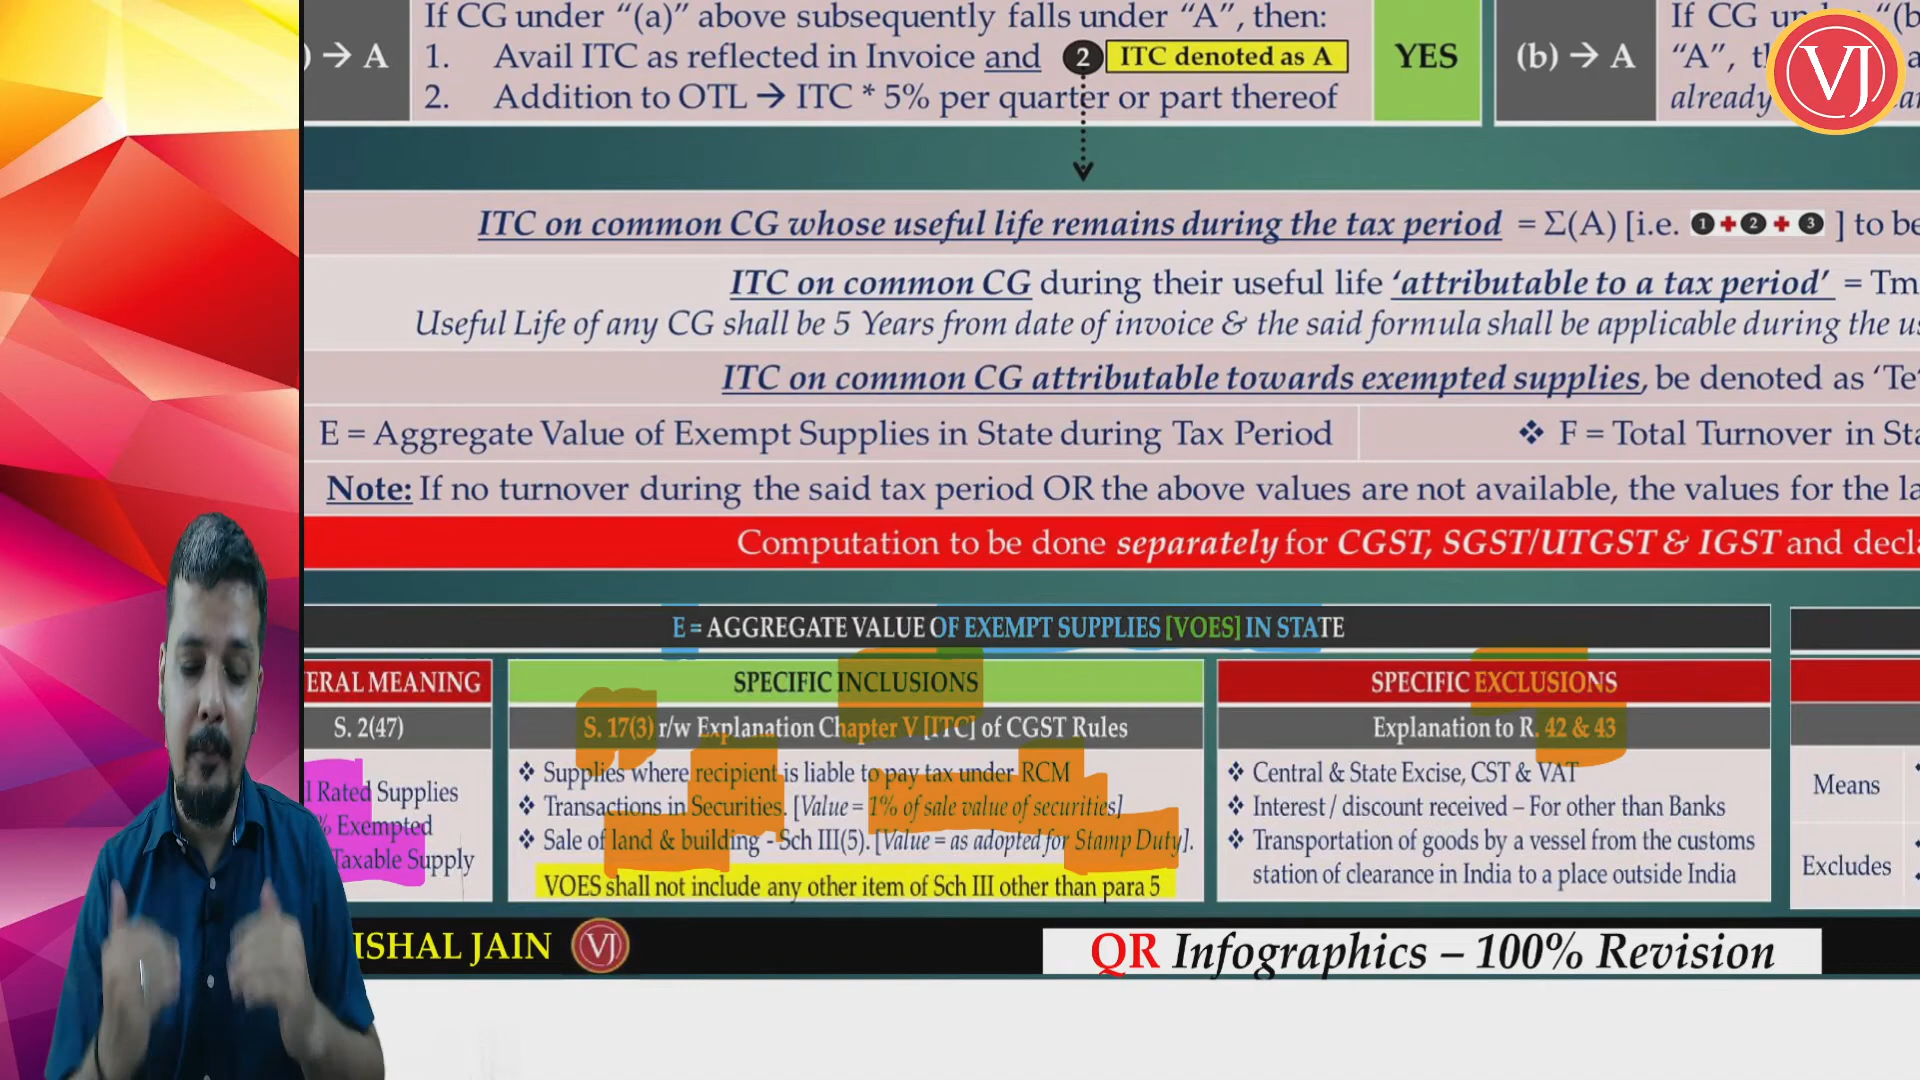 If CG under “(a)” above subsequently falls under “A”, then:
) → A
1. Avail ITC as reflected in Invoice and
2 ITC denoted as A
2. Addition to OTL → ITC * 5% per quarter or part thereof
YES
(b) → A
If CG
“A”,
already
VJ
ITC on common CG whose useful life remains during the tax period = Σ(A) [i.e. 1 + 2 + 3 ] to be
ITC on common CG during their useful life ‘attributable to a tax period’ = Tm
Useful Life of any CG shall be 5 Years from date of invoice & the said formula shall be applicable during the
ITC on common CG attributable towards exempted supplies, be denoted as ‘Te’
E = Aggregate Value of Exempt Supplies in State during Tax Period
❖ F = Total Turnover in
Note: If no turnover during the said tax period OR the above values are not available, the values for the
Computation to be done separately for CGST, SGST/UTGST & IGST and
E = AGGREGATE VALUE OF EXEMPT SUPPLIES [VOES] IN STATE
ERAL MEANING
S. 2(47)
Rated Supplies
% Exempted
Taxable Supply
SPECIFIC INCLUSIONS
S. 17(3) r/w Explanation Chapter V [ITC] of CGST Rules
❖ Supplies where recipient is liable to pay tax under RCM
❖ Transactions in Securities. [Value = 1% of sale value of securities]
❖ Sale of land & building - Sch III(5). [Value = as adopted for Stamp Duty].
VOES shall not include any other item of Sch III other than para 5
SPECIFIC EXCLUSIONS
Explanation to R. 42 & 43
❖ Central & State Excise, CST & VAT
❖ Interest / discount received – For other than Banks
❖ Transportation of goods by a vessel from the customs
station of clearance in India to a place outside India
Means
Excludes
ISHAL JAIN VJ
QR Infographics – 100% Revision